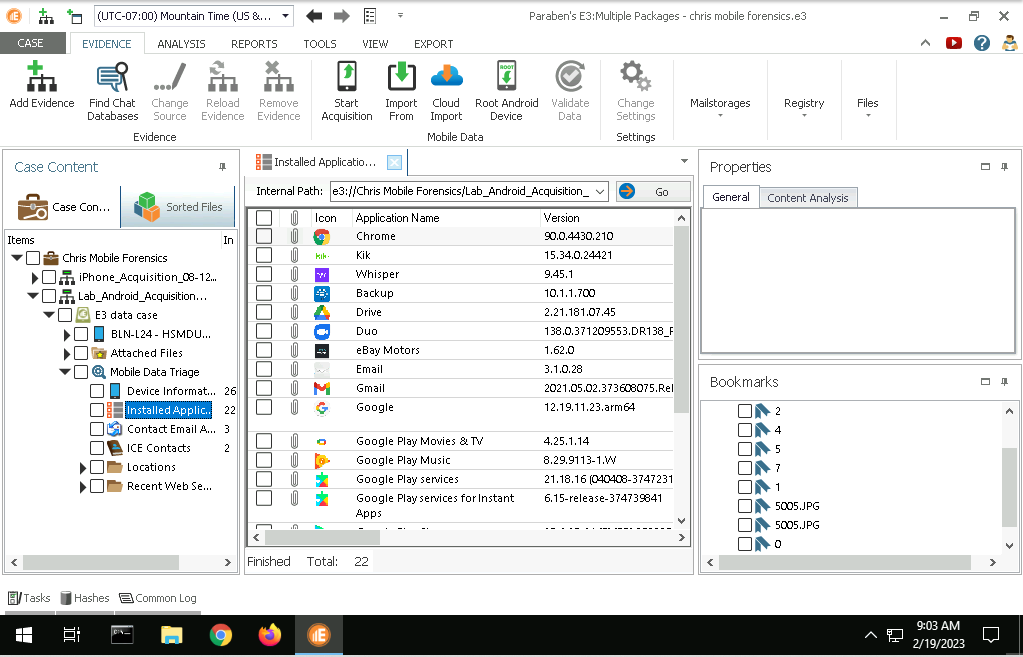 (UTC-07:00) Mountain Time (US &...
Paraben's E3:Multiple Packages - chris mobile forensics.e3
CASE EVIDENCE ANALYSIS REPORTS TOOLS VIEW EXPORT
Add Evidence
Find Chat Databases
Change Source
Reload Evidence
Remove Evidence
Evidence
Start Acquisition
Import From
Cloud Import
ROOT
Root Android Device
Validate Data
Mobile Data
Change Settings
Settings
Mailstorages
Registry
Files
Case Content
Case Con...
Sorted Files
Items In
Chris Mobile Forensics
iPhone_Acquisition_08-12...
Lab_Android_Acquisition...
E3 data case
BLN-L24 - HSMDU...
Attached Files
Mobile Data Triage
Device Informat... 26
Installed Applic... 22
Contact Email A... 3
ICE Contacts 2
Locations
Recent Web Se...
Installed Applicatio...
Internal Path: e3://Chris Mobile Forensics/Lab_Android_Acquisition_ Go
Icon Application Name Version
Chrome 90.0.4430.210
Kik 15.34.0.24421
Whisper 9.45.1
Backup 10.1.1.700
Drive 2.21.181.07.45
Duo 138.0.371209553.DR138_F
eBay Motors 1.62.0
Email 3.1.0.28
Gmail 2021.05.02.373608075.Rel
Google 12.19.11.23.arm64
Google Play Movies & TV 4.25.1.14
Google Play Music 8.29.9113-1.W
Google Play services 21.18.16 (040408-3747231
Google Play services for Instant Apps 6.15-release-374739841
Finished Total: 22
Properties
General Content Analysis
Bookmarks
2
4
5
7
1
5005.JPG
5005.JPG
0
Tasks Hashes Common Log
9:03 AM
2/19/2023